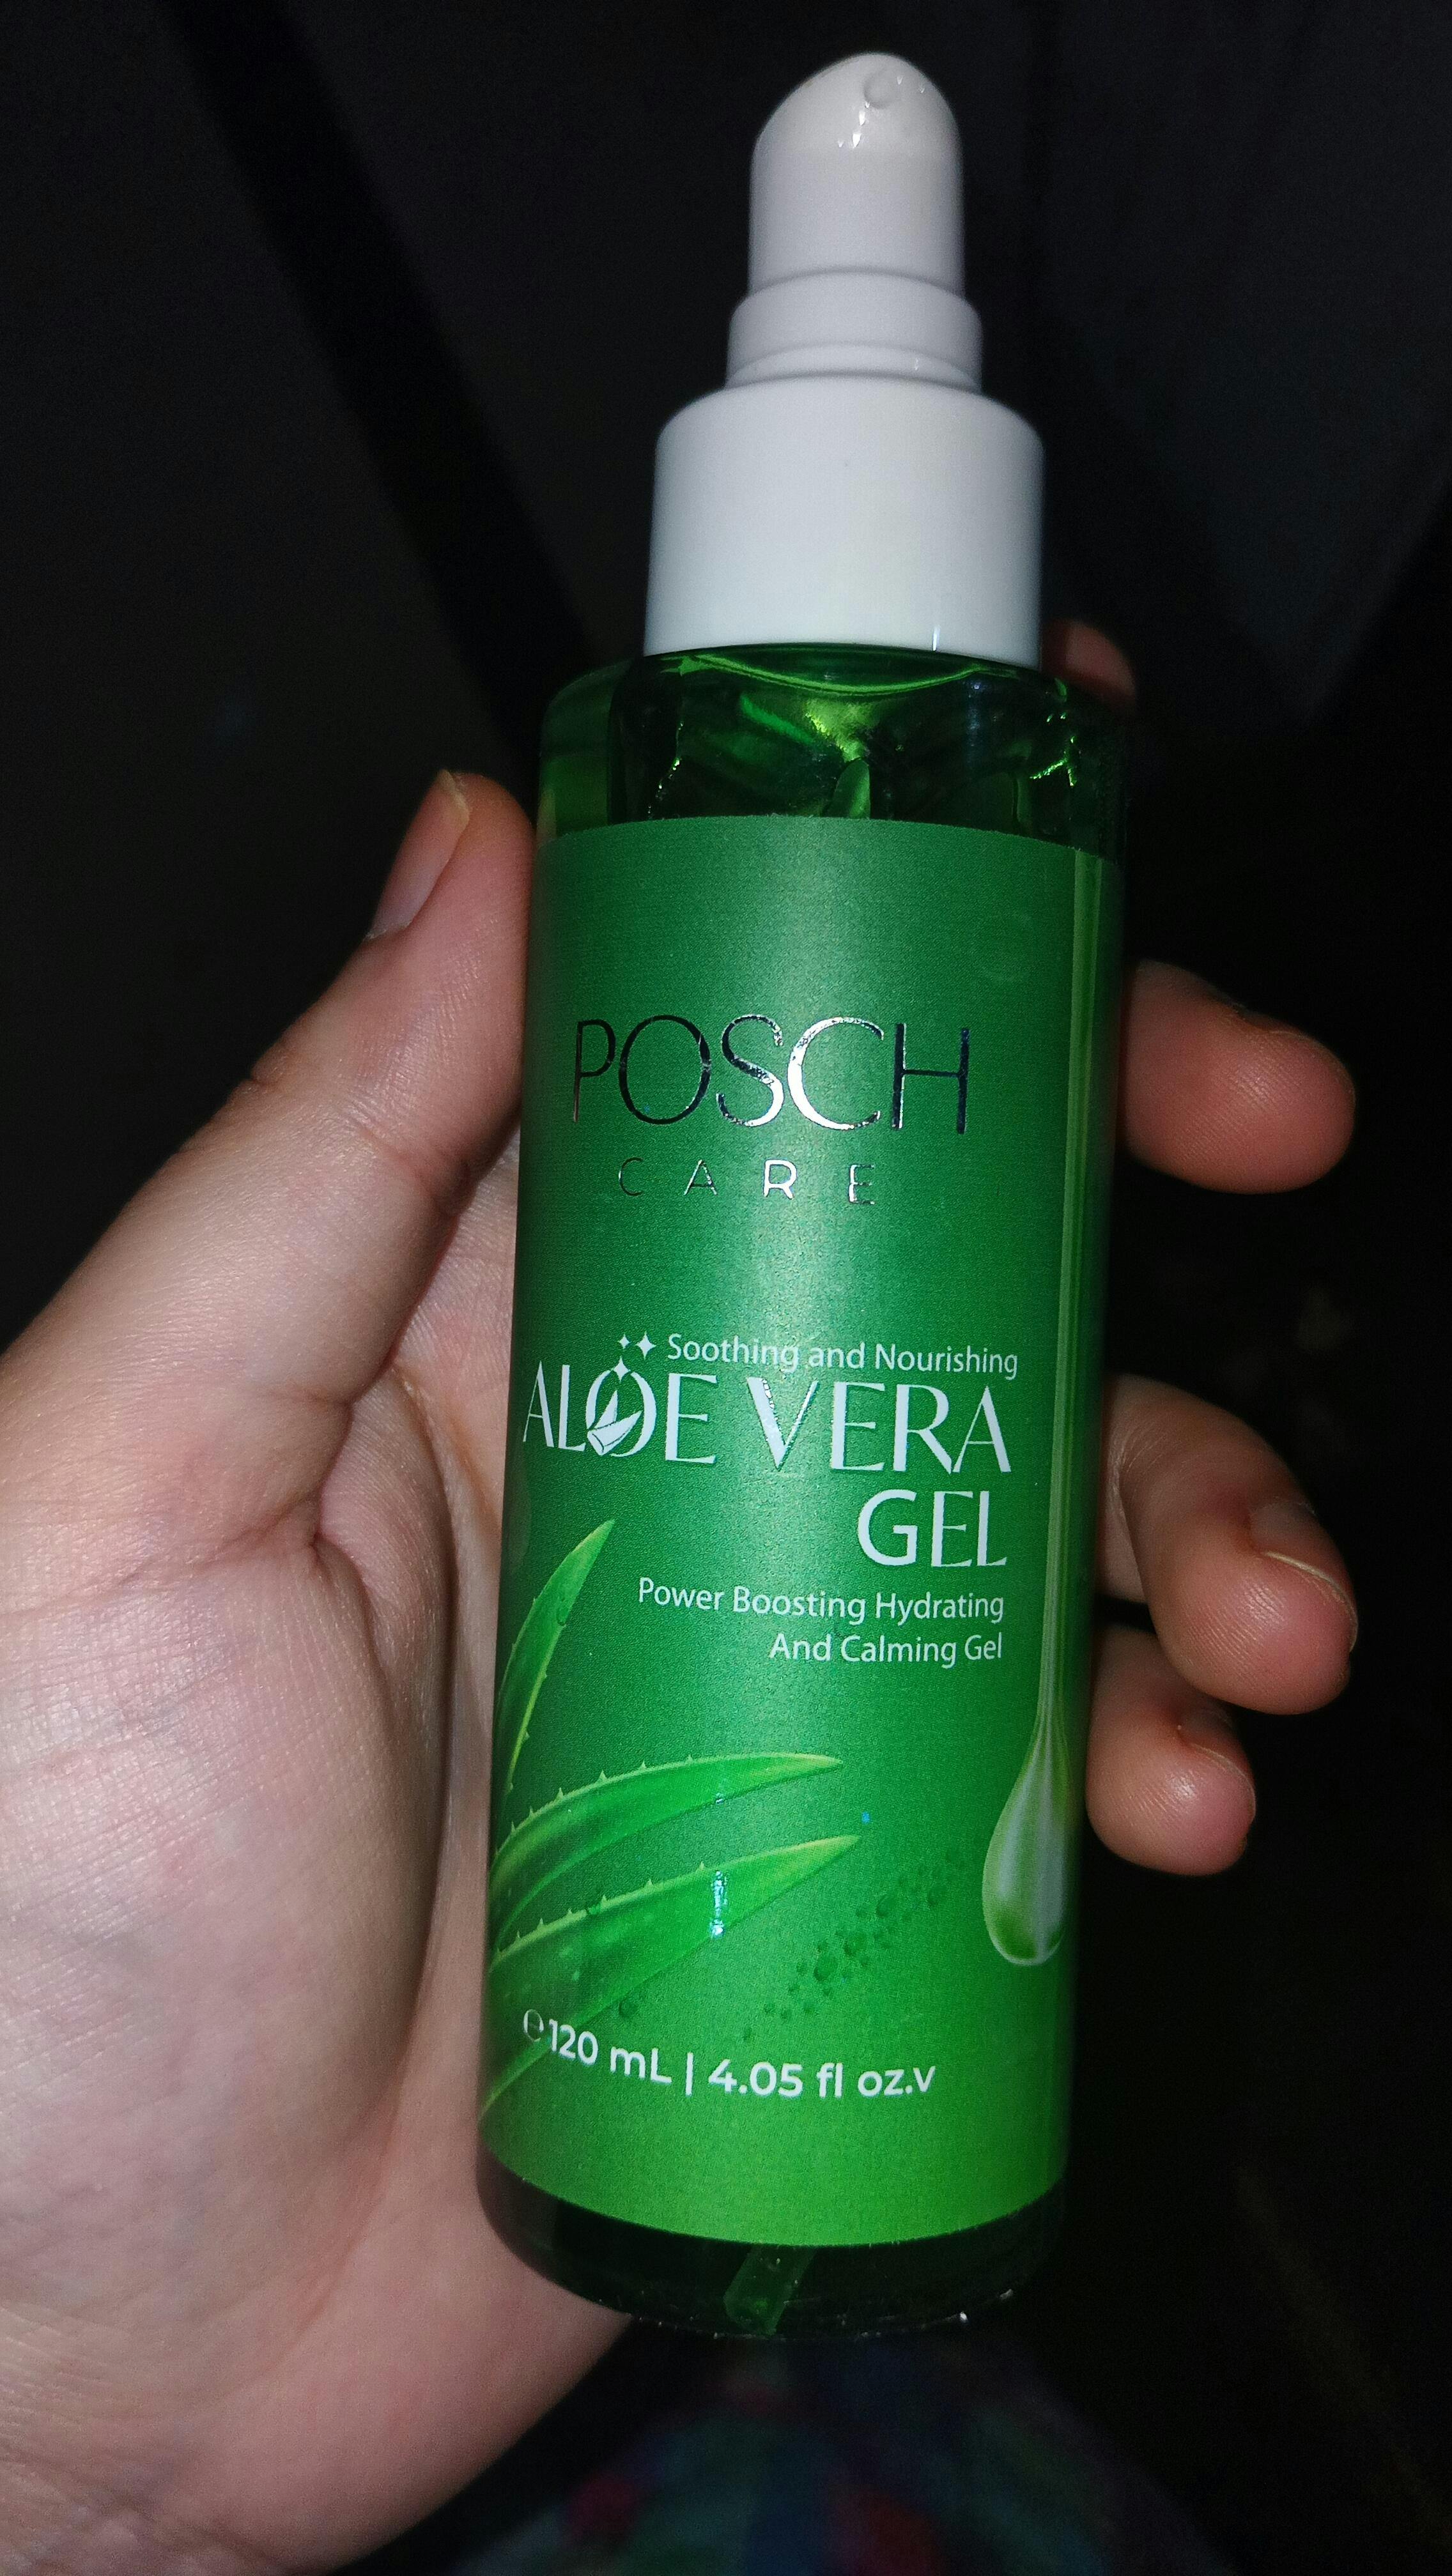 POSCH
CARE
Soothing and Nourishing
ALOE VERA
GEL
Power Boosting Hydrating
And Calming Gel
℮ 120 mL | 4.05 fl oz.v